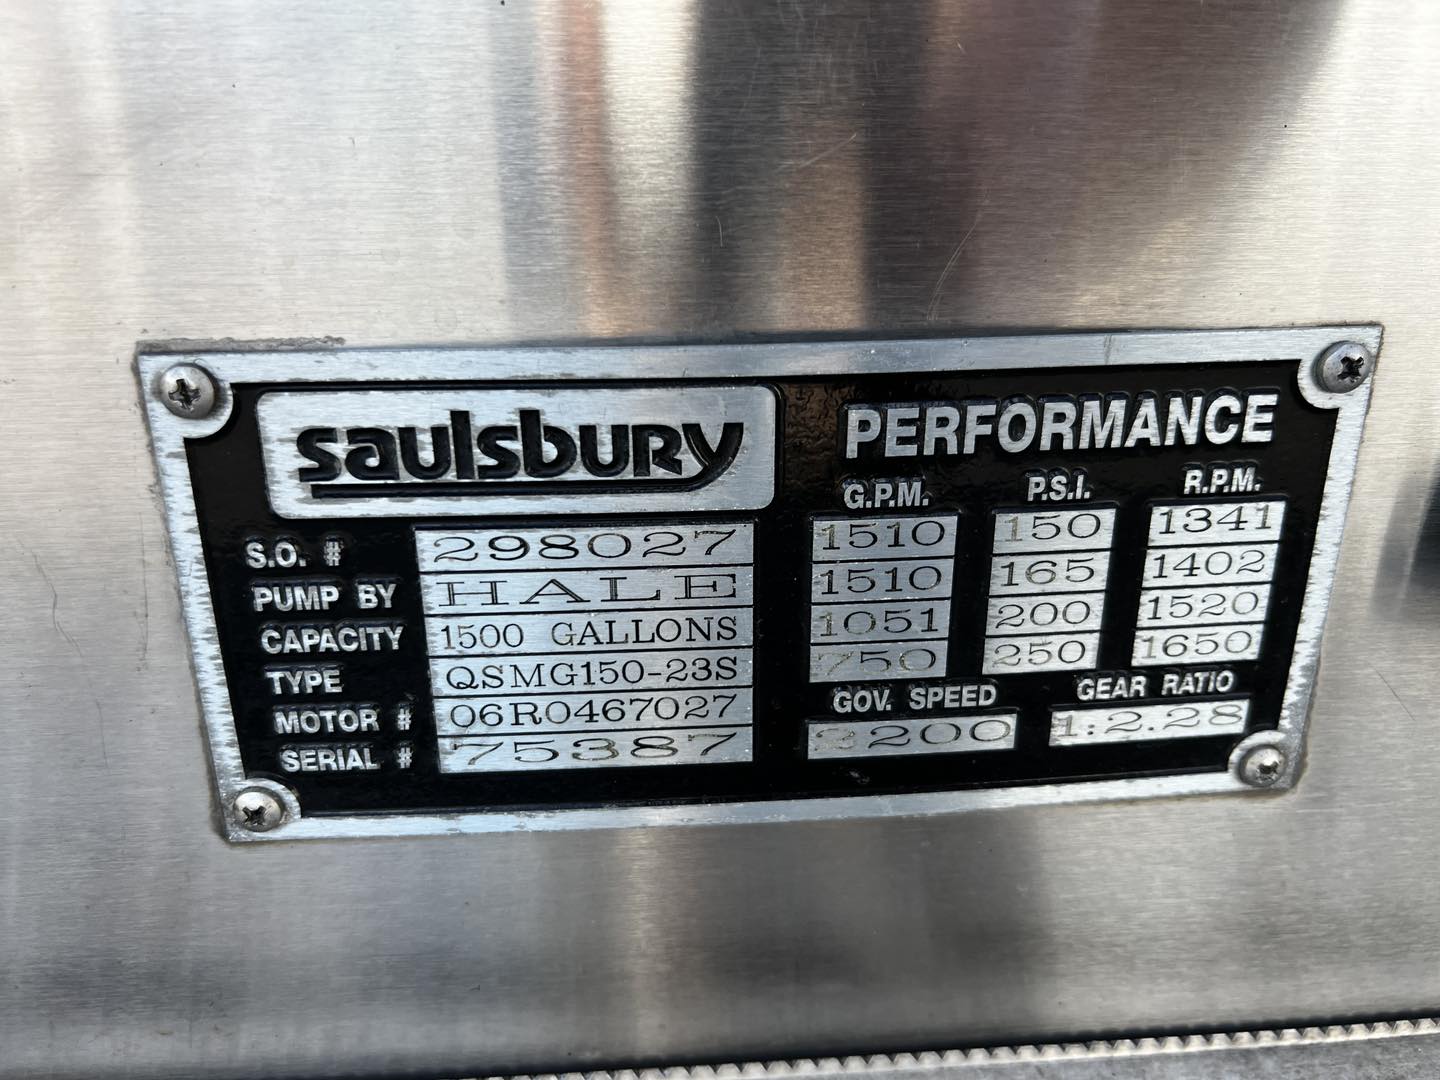 saulsbury
S.O. # 298027
PUMP BY HALE
CAPACITY 1500 GALLONS
TYPE QSMG150-23S
MOTOR # 06R0467027
SERIAL # 75387
PERFORMANCE
G.P.M. P.S.I. R.P.M.
1510 150 1341
1510 165 1402
1051 200 1520
750 250 1650
GOV. SPEED GEAR RATIO
2200 1:2.28